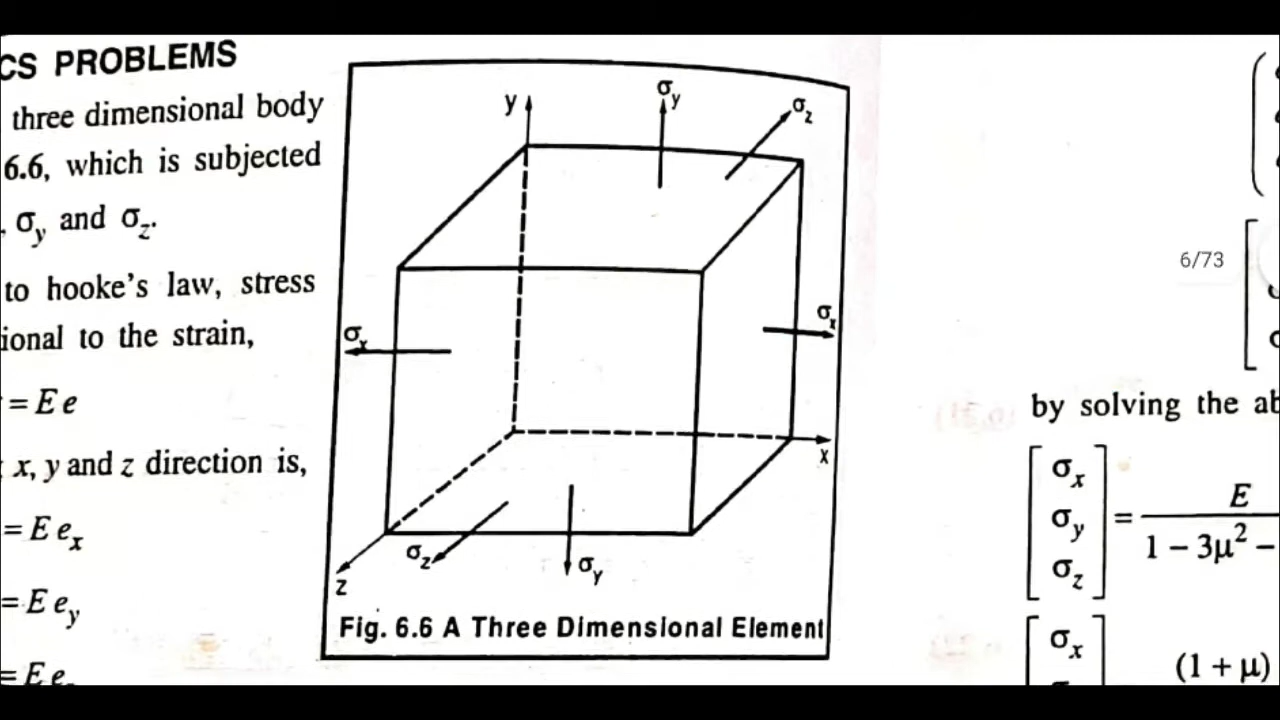 CS PROBLEMS
three dimensional body
6.6, which is subjected
, σy and σz.
to hooke's law, stress
ional to the strain,
= E e
x, y and z direction is,
= E ex
= E ey
= E e
y
σy
σz
σx
σx
x
σz
σy
z
Fig. 6.6 A Three Dimensional Element
6/73
by solving the ab
σx
σy = E
σz 1 − 3μ² −
σx
(1 + μ)